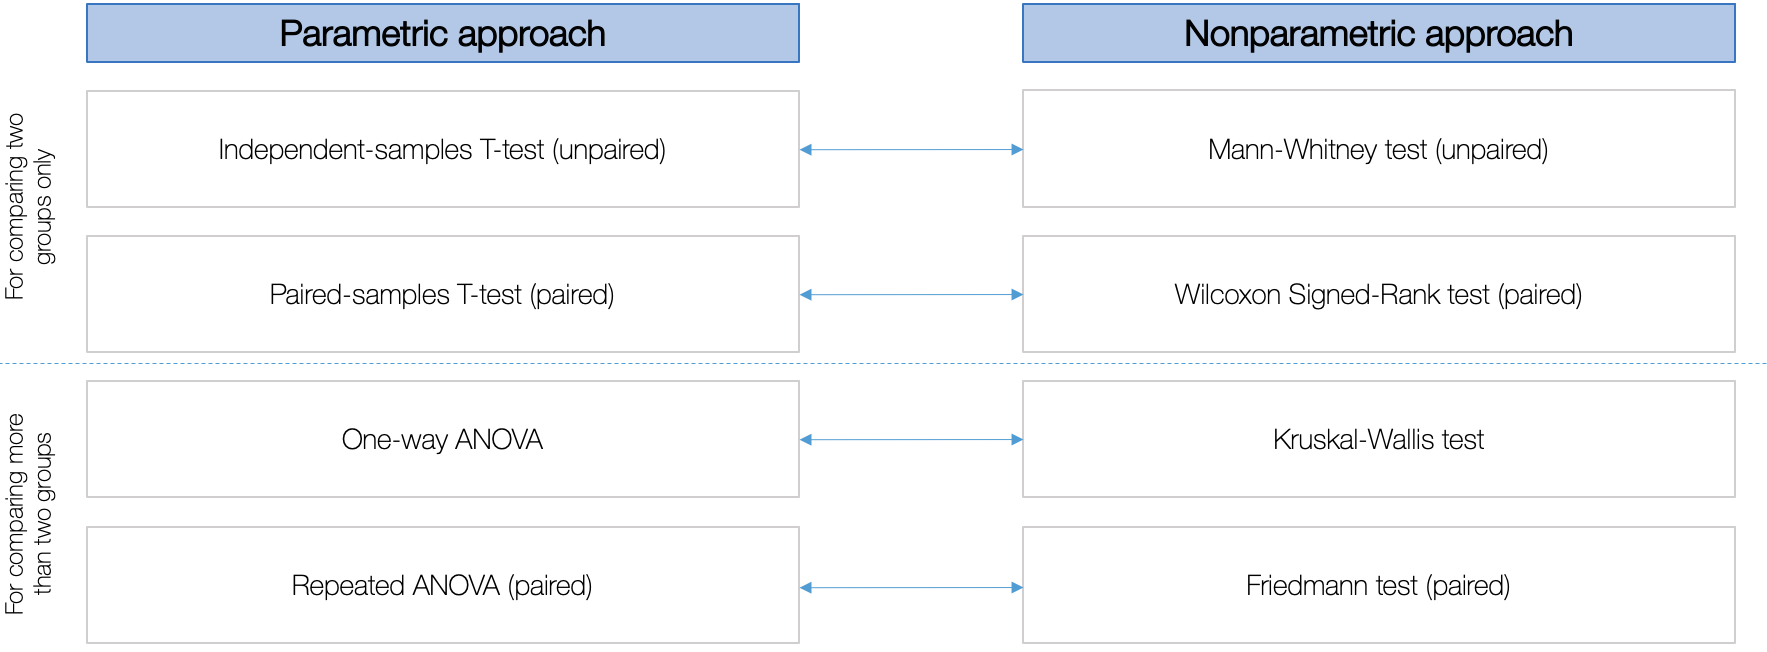 Parametric approach
Nonparametric approach
For comparing two
groups only
Independent-samples T-test (unpaired)
Mann-Whitney test (unpaired)
Paired-samples T-test (paired)
Wilcoxon Signed-Rank test (paired)
For comparing more
than two groups
One-way ANOVA
Kruskal-Wallis test
Repeated ANOVA (paired)
Friedmann test (paired)